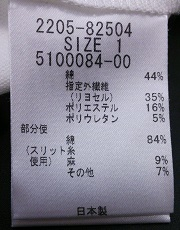 2205-82504
SIZE 1
5100084-00
綿 44%
指定外繊維
(リヨセル) 35%
ポリエステル 16%
ポリウレタン 5%
部分使
綿 84%
(スリット糸
使用) 麻 9%
その他 7%
日本製